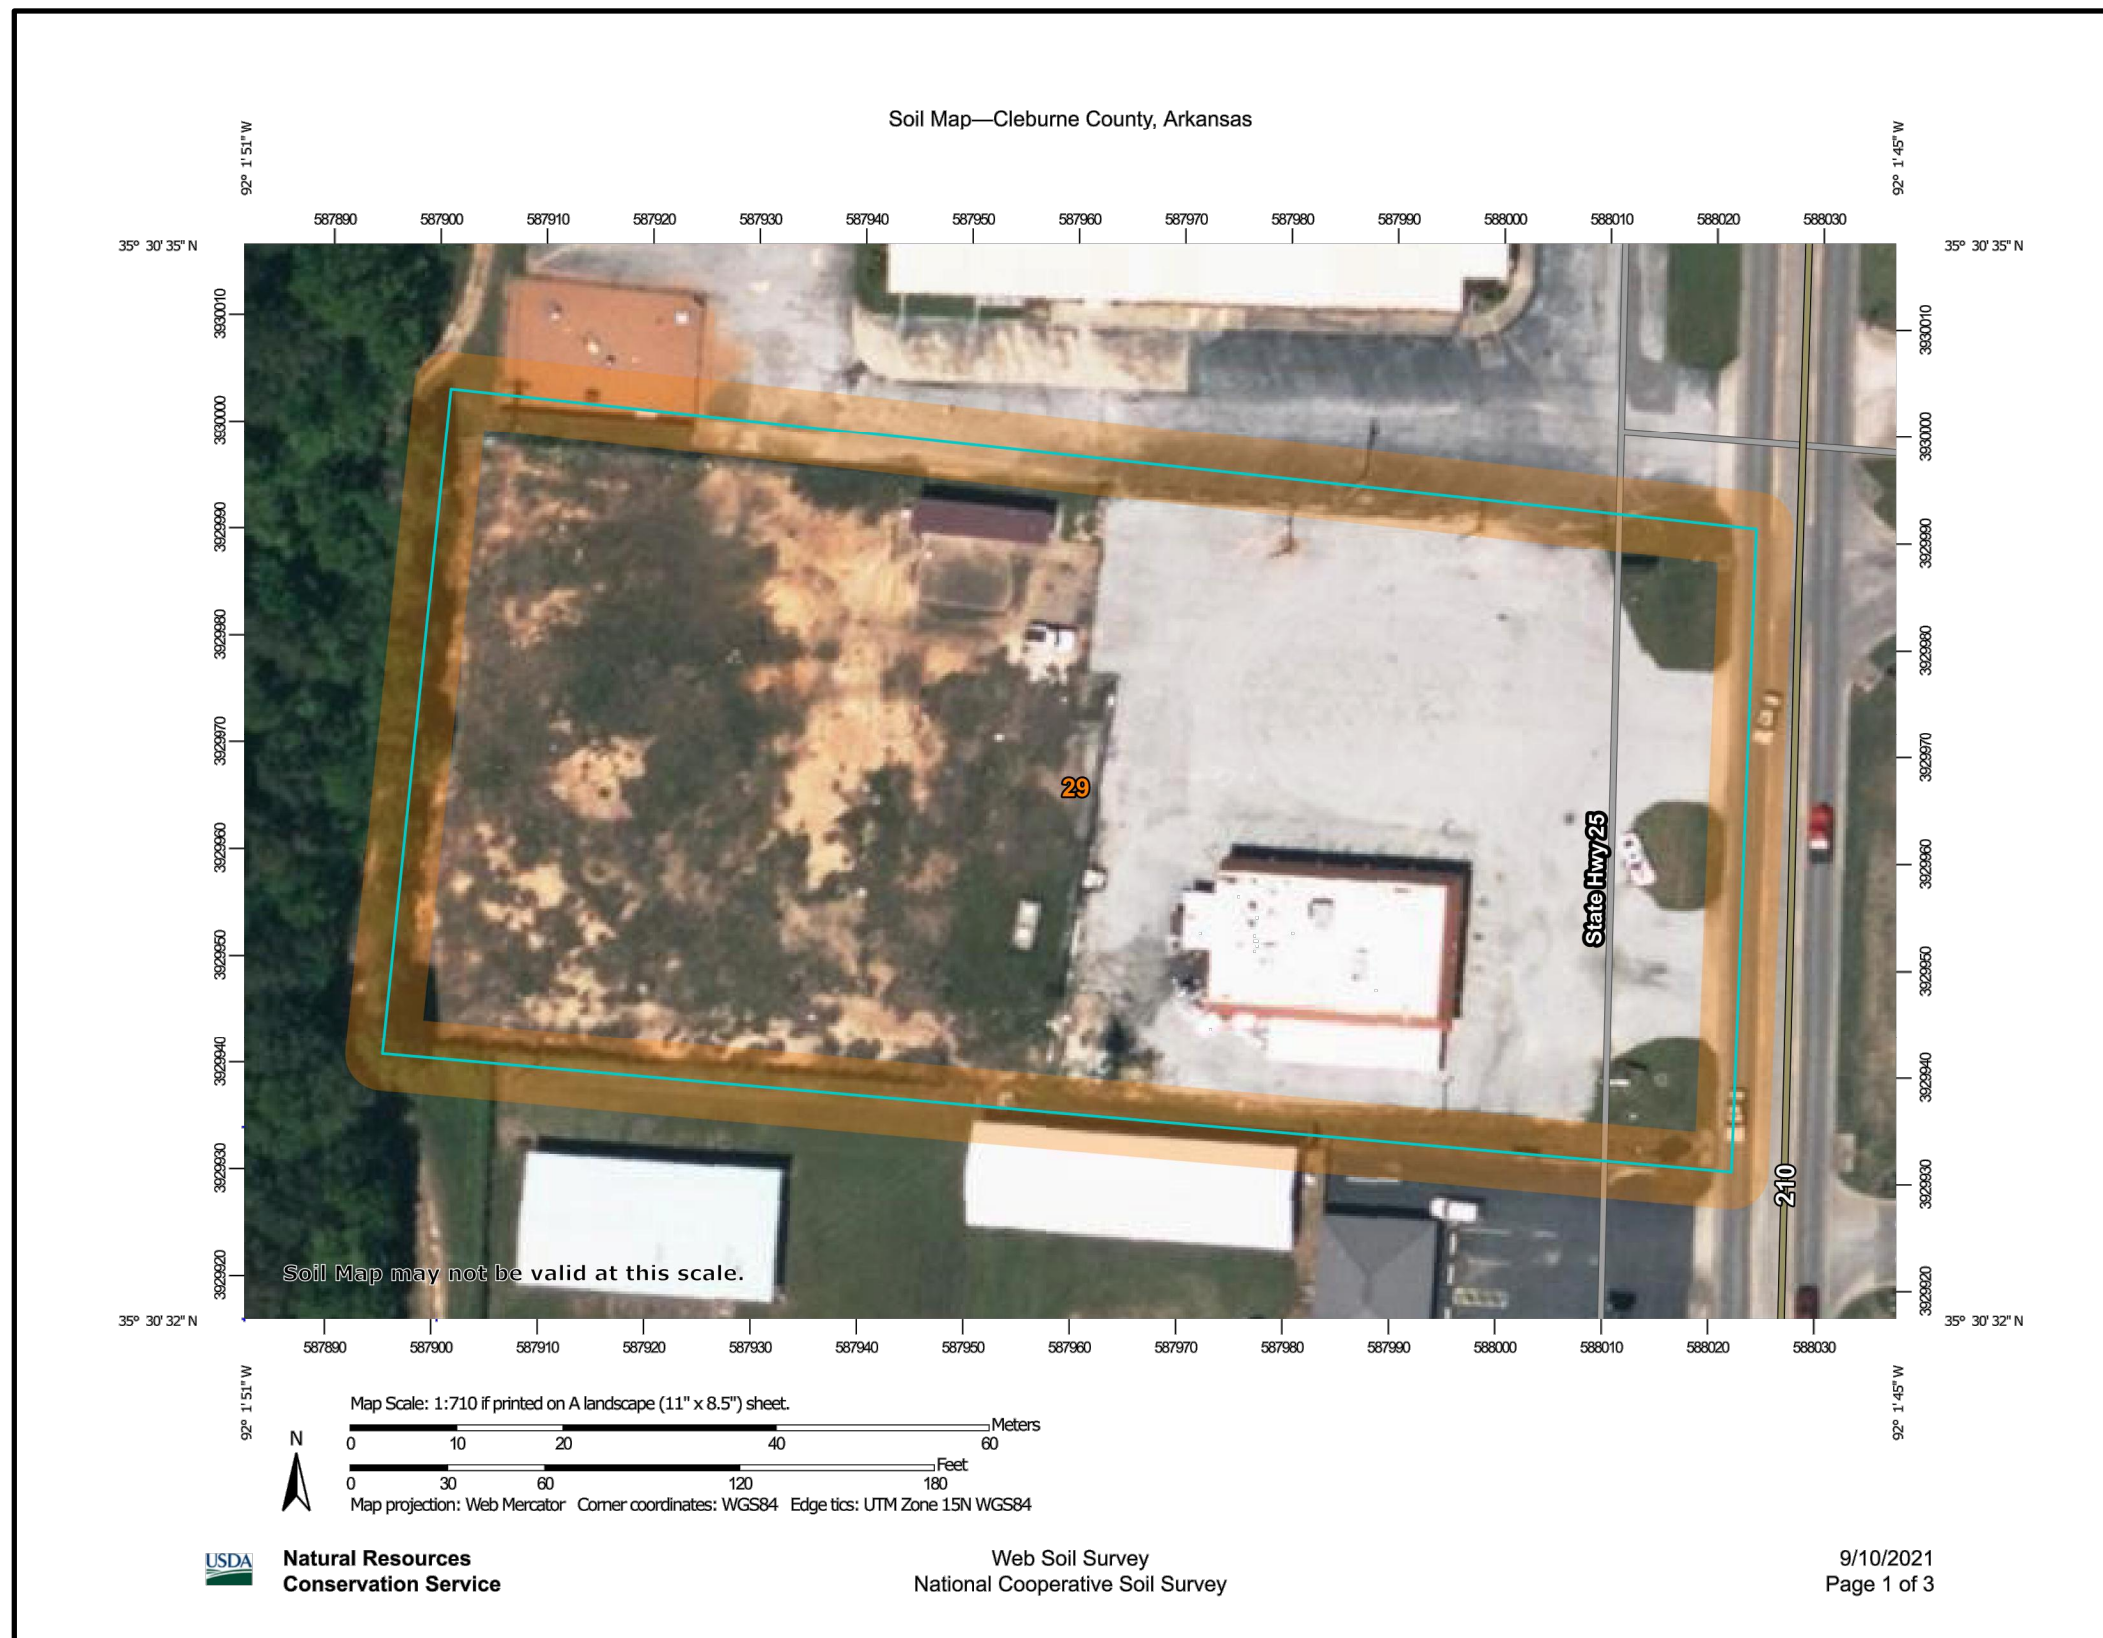 Soil Map—Cleburne County, Arkansas
92° 1' 51" W
92° 1' 45" W
587890 587900 587910 587920 587930 587940 587950 587960 587970 587980 587990 588000 588010 588020 588030
35° 30' 35" N
35° 30' 35" N
3930010
3930000
3929990
3929980
3929970
3929960
3929950
3929940
3929930
3929920
3930010
3930000
3929990
3929980
3929970
3929960
3929950
3929940
3929930
3929920
29
State Hwy 25
210
Soil Map may not be valid at this scale.
35° 30' 32" N
35° 30' 32" N
587890 587900 587910 587920 587930 587940 587950 587960 587970 587980 587990 588000 588010 588020 588030
92° 1' 51" W
92° 1' 45" W
Map Scale: 1:710 if printed on A landscape (11" x 8.5") sheet.
Meters
0 10 20 40 60
Feet
0 30 60 120 180
N
Map projection: Web Mercator Corner coordinates: WGS84 Edge tics: UTM Zone 15N WGS84
USDA
Natural Resources
Conservation Service
Web Soil Survey
National Cooperative Soil Survey
9/10/2021
Page 1 of 3